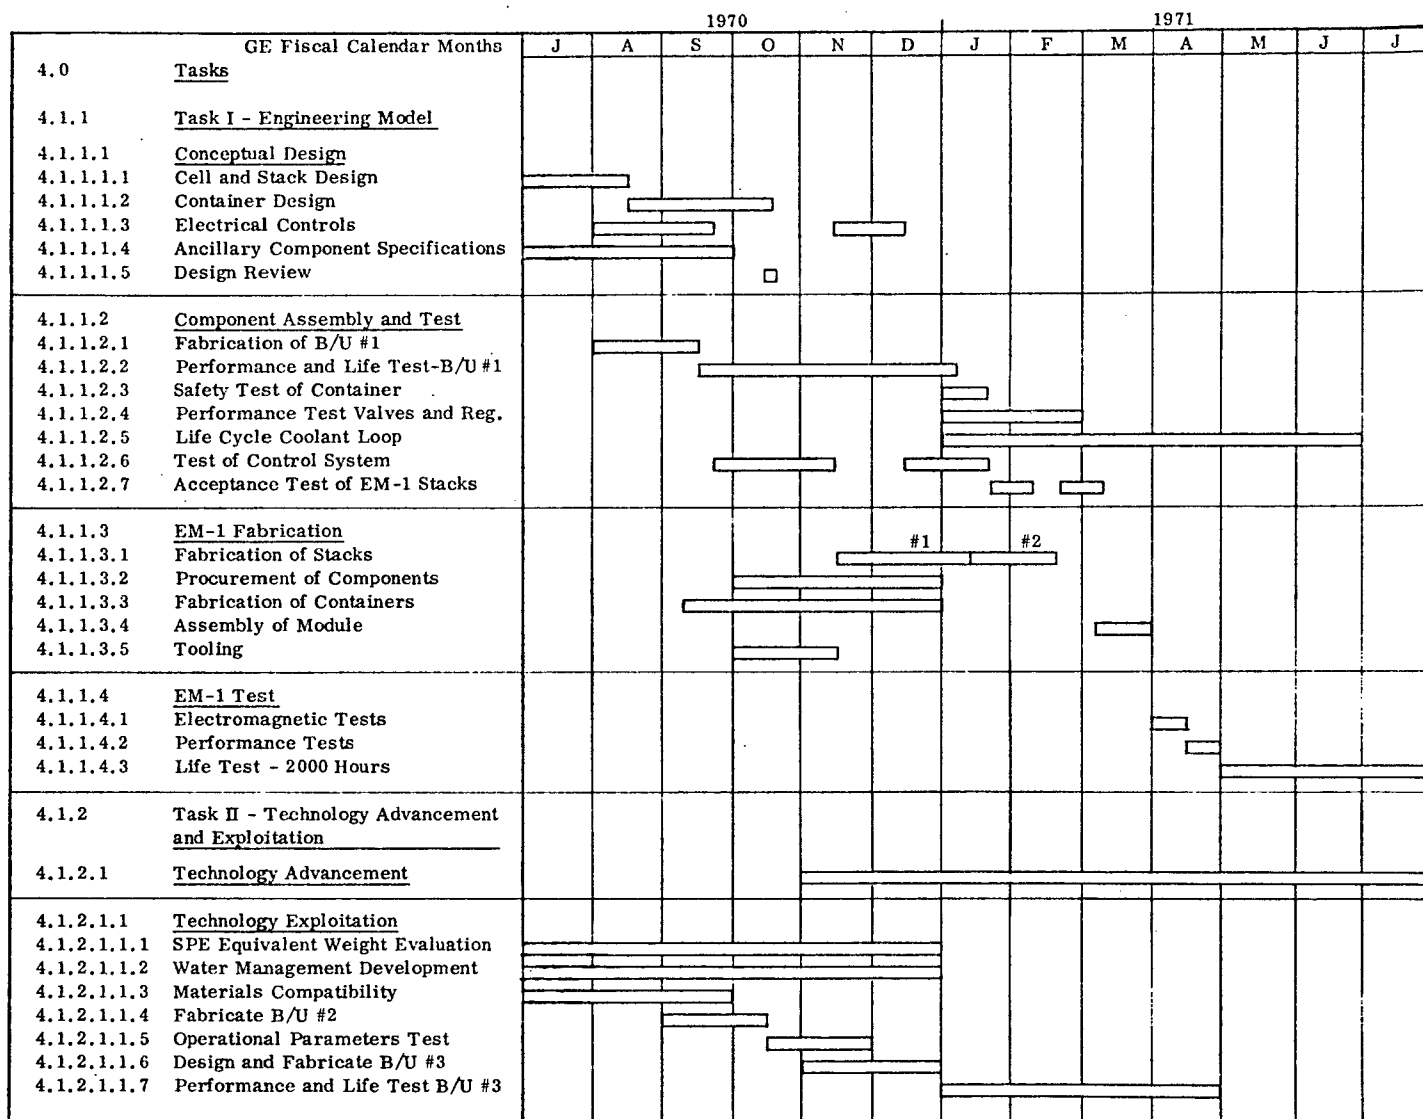 1970 1971
GE Fiscal Calendar Months J A S O N D J F M A M J J
4.0 Tasks
4.1.1 Task I - Engineering Model
4.1.1.1 Conceptual Design
4.1.1.1.1 Cell and Stack Design
4.1.1.1.2 Container Design
4.1.1.1.3 Electrical Controls
4.1.1.1.4 Ancillary Component Specifications
4.1.1.1.5 Design Review
4.1.1.2 Component Assembly and Test
4.1.1.2.1 Fabrication of B/U #1
4.1.1.2.2 Performance and Life Test-B/U #1
4.1.1.2.3 Safety Test of Container
4.1.1.2.4 Performance Test Valves and Reg.
4.1.1.2.5 Life Cycle Coolant Loop
4.1.1.2.6 Test of Control System
4.1.1.2.7 Acceptance Test of EM-1 Stacks
4.1.1.3 EM-1 Fabrication
4.1.1.3.1 Fabrication of Stacks #1 #2
4.1.1.3.2 Procurement of Components
4.1.1.3.3 Fabrication of Containers
4.1.1.3.4 Assembly of Module
4.1.1.3.5 Tooling
4.1.1.4 EM-1 Test
4.1.1.4.1 Electromagnetic Tests
4.1.1.4.2 Performance Tests
4.1.1.4.3 Life Test - 2000 Hours
4.1.2 Task II - Technology Advancement
and Exploitation
4.1.2.1 Technology Advancement
4.1.2.1.1 Technology Exploitation
4.1.2.1.1.1 SPE Equivalent Weight Evaluation
4.1.2.1.1.2 Water Management Development
4.1.2.1.1.3 Materials Compatibility
4.1.2.1.1.4 Fabricate B/U #2
4.1.2.1.1.5 Operational Parameters Test
4.1.2.1.1.6 Design and Fabricate B/U #3
4.1.2.1.1.7 Performance and Life Test B/U #3